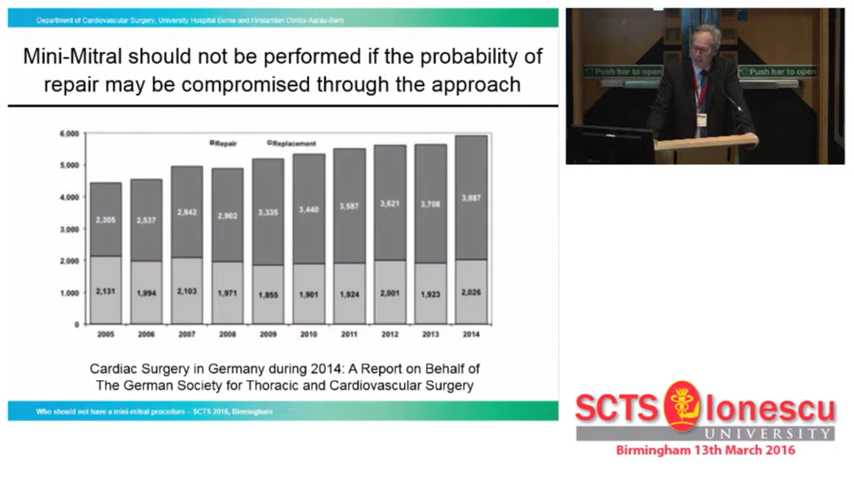 Department of Cardiovascular Surgery, University Hospital Berne and Hirslanden Clinics Aarau-Bern
Mini-Mitral should not be performed if the probability of
repair may be compromised through the approach
Repair Replacement
6,000
5,000
4,000
3,000
2,000
1,000
0
2,305 2,537 2,842 2,902 3,335 3,440 3,587 3,621 3,708 3,887
2,131 1,994 2,103 1,971 1,855 1,901 1,924 2,001 1,923 2,026
2005 2006 2007 2008 2009 2010 2011 2012 2013 2014
Cardiac Surgery in Germany during 2014: A Report on Behalf of
The German Society for Thoracic and Cardiovascular Surgery
Who should not have a mini-mitral procedure – SCTS 2016, Birmingham
Push bar to open Push bar to open
SCTS Ionescu
UNIVERSITY
Birmingham 13th March 2016